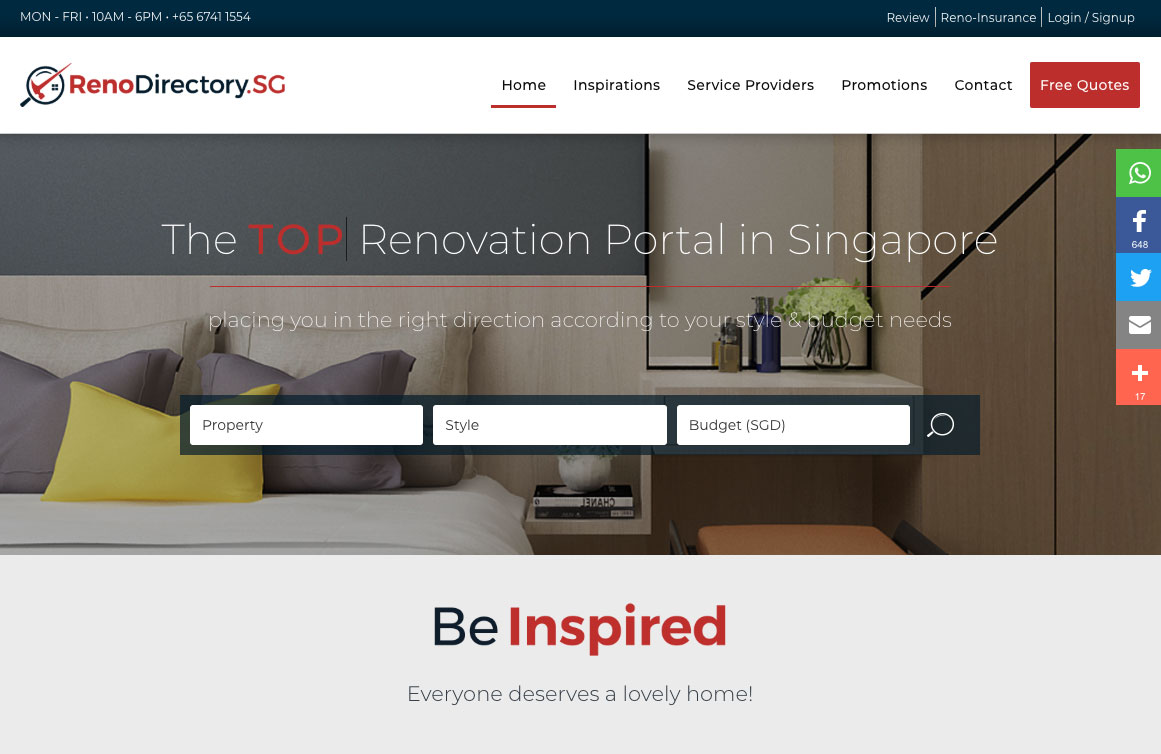 MON - FRI • 10AM - 6PM • +65 6741 1554
Review
Reno-Insurance
Login / Signup
RenoDirectory.SG
Home
Inspirations
Service Providers
Promotions
Contact
Free Quotes
648
17
The TOP Renovation Portal in Singapore
placing you in the right direction according to your style & budget needs
Property
Style
Budget (SGD)
CHANEL
Be Inspired
Everyone deserves a lovely home!